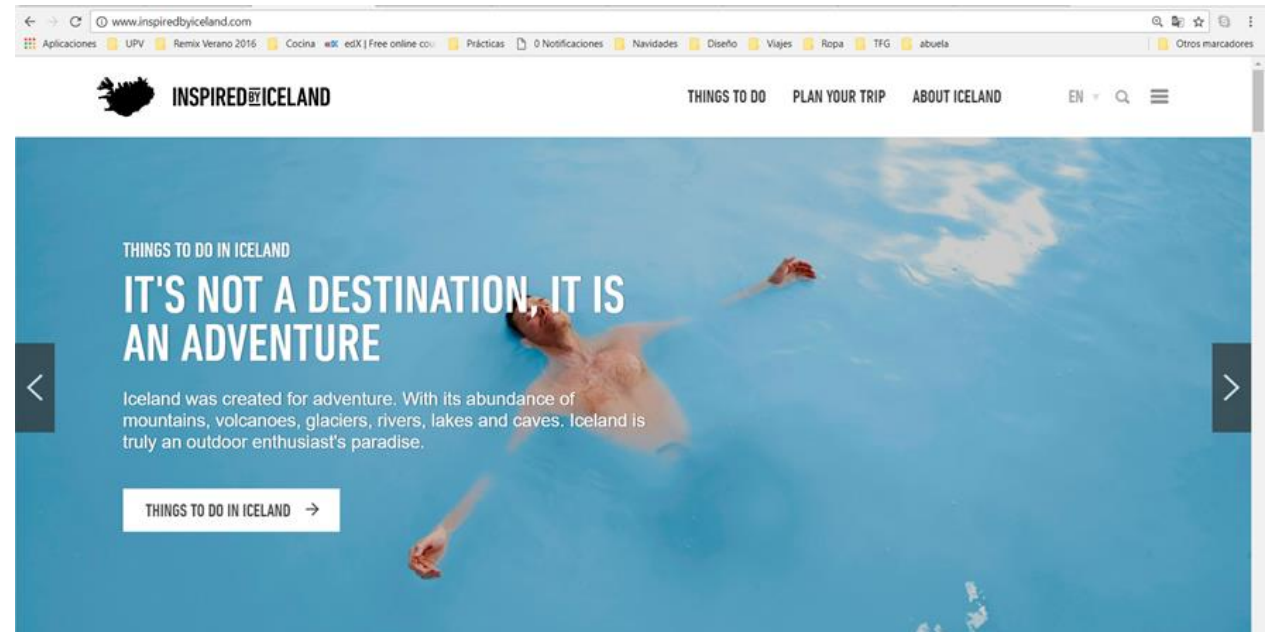 www.inspiredbyiceland.com
Aplicaciones UPV Remix Verano 2016 Cocina edX edX | Free online cou Prácticas 0 Notificaciones Navidades Diseño Viajes Ropa TFG abuela Otros marcadores
INSPIRED BY ICELAND THINGS TO DO PLAN YOUR TRIP ABOUT ICELAND EN
THINGS TO DO IN ICELAND
IT'S NOT A DESTINATION, IT IS
AN ADVENTURE
Iceland was created for adventure. With its abundance of
mountains, volcanoes, glaciers, rivers, lakes and caves. Iceland is
truly an outdoor enthusiast's paradise.
THINGS TO DO IN ICELAND →